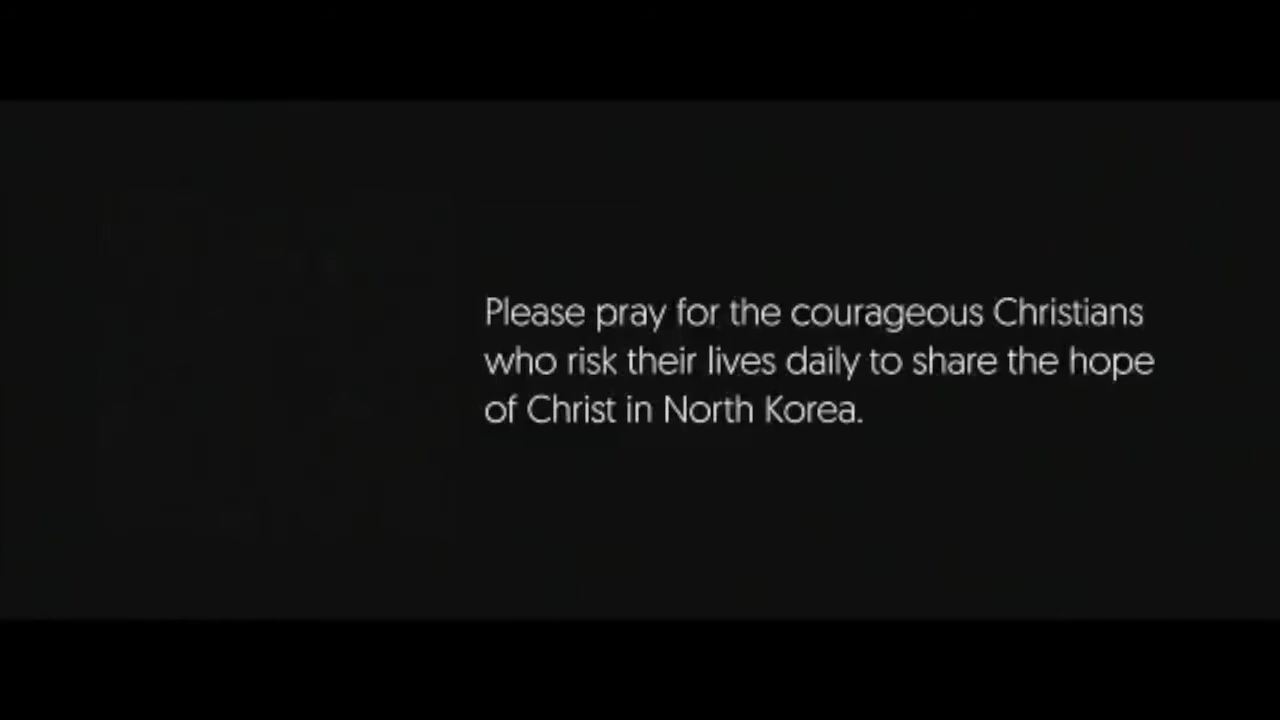 Please pray for the courageous Christians
who risk their lives daily to share the hope
of Christ in North Korea.